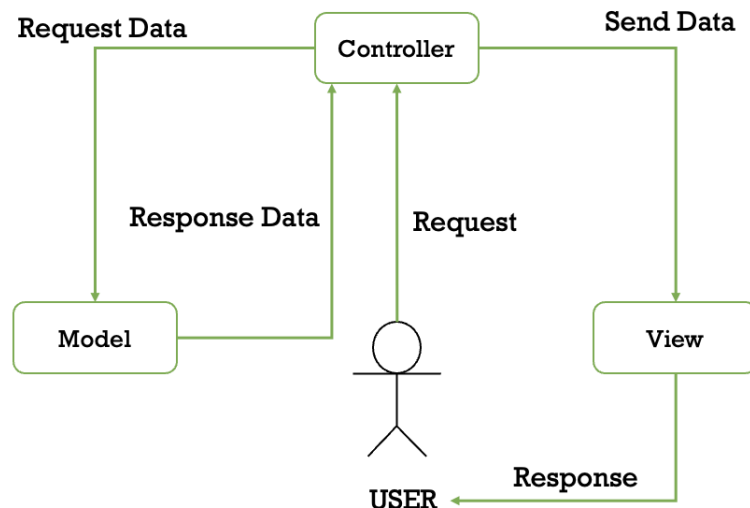 Request Data
Controller
Send Data
Response Data
Request
Model
View
Response
USER